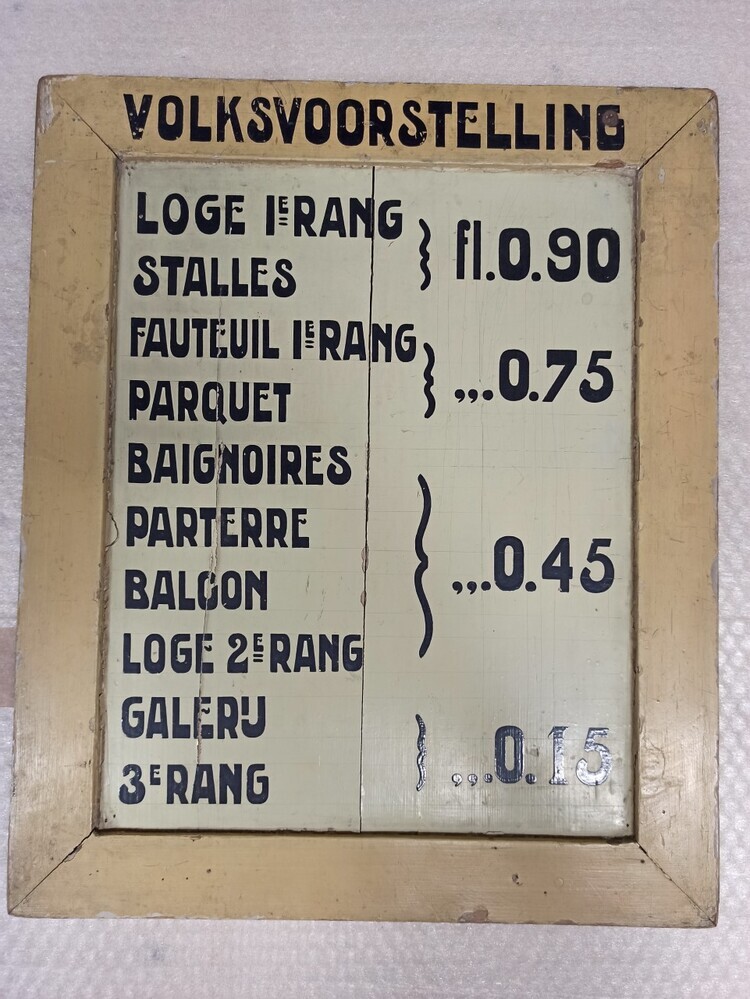 VOLKSVOORSTELLING
LOGE 1E RANG
STALLES
fl. 0.90
FAUTEUIL 1E RANG
PARQUET
,,. 0.75
BAIGNOIRES
PARTERRE
BALCON
LOGE 2E RANG
,,. 0.45
GALERIJ
3E RANG
,,. 0.15